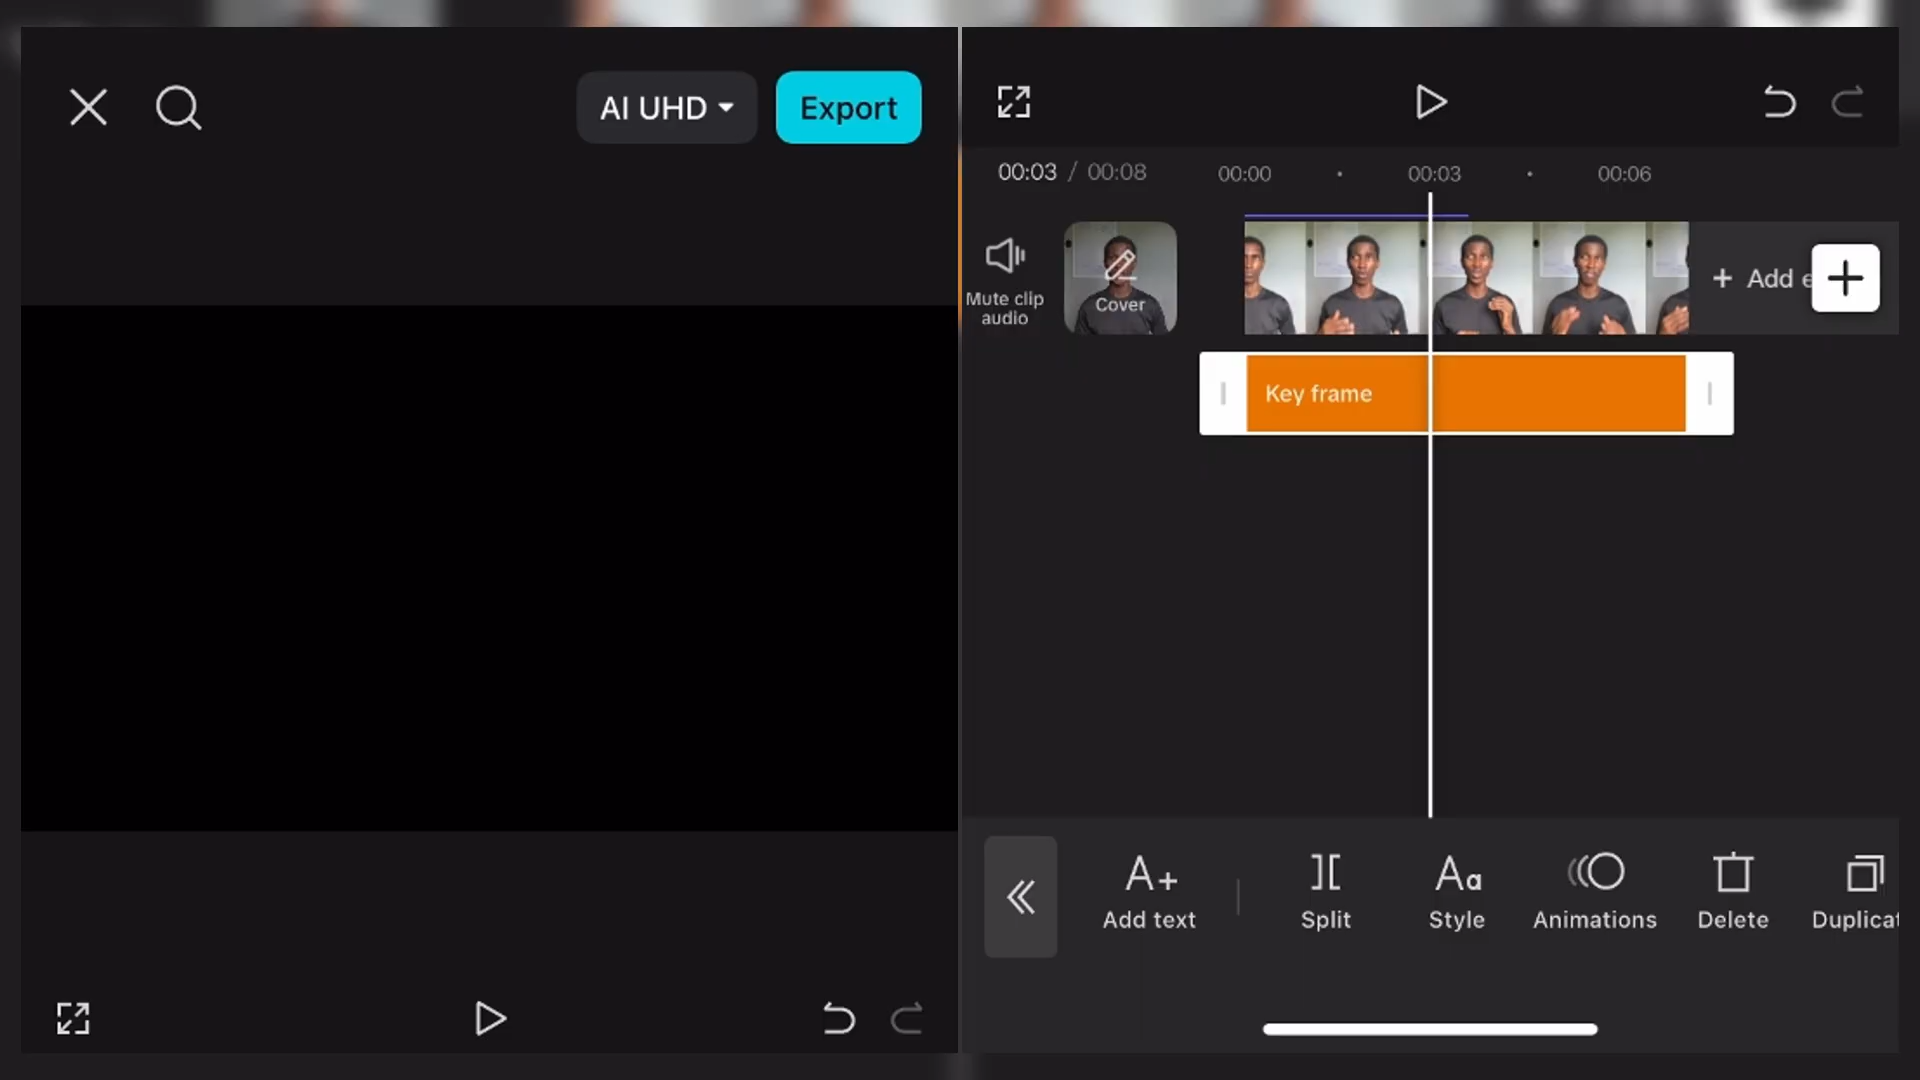 AI UHD
Export
00:03 / 00:08
00:00
00:03
00:06
Mute clip
audio
Cover
+ Add e
Key frame
Add text
Split
Style
Animations
Delete
Duplicat